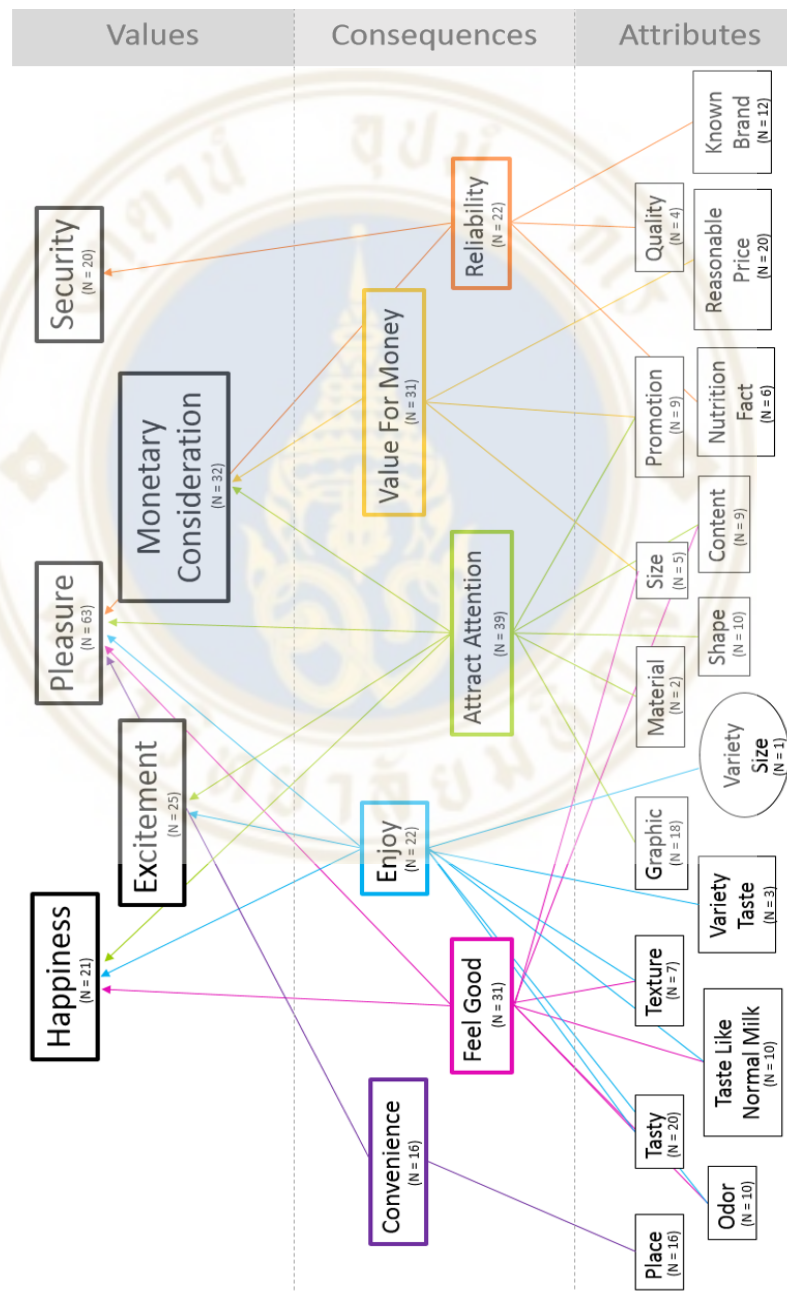 Values
Consequences
Attributes
Happiness
(N = 21)
Excitement
(N = 25)
Pleasure
(N = 63)
Monetary
Consideration
(N = 32)
Security
(N = 20)
Convenience
(N = 16)
Feel Good
(N = 31)
Enjoy
(N = 22)
Attract Attention
(N = 39)
Value For Money
(N = 31)
Reliability
(N = 22)
Place
(N = 16)
Odor
(N = 10)
Tasty
(N = 20)
Taste Like
Normal Milk
(N = 10)
Texture
(N = 7)
Variety
Taste
(N = 3)
Graphic
(N = 18)
Variety
Size
(N = 1)
Material
(N = 2)
Shape
(N = 10)
Size
(N = 5)
Content
(N = 9)
Promotion
(N = 9)
Nutrition
Fact
(N = 6)
Reasonable
Price
(N = 20)
Quality
(N = 4)
Known
Brand
(N = 12)